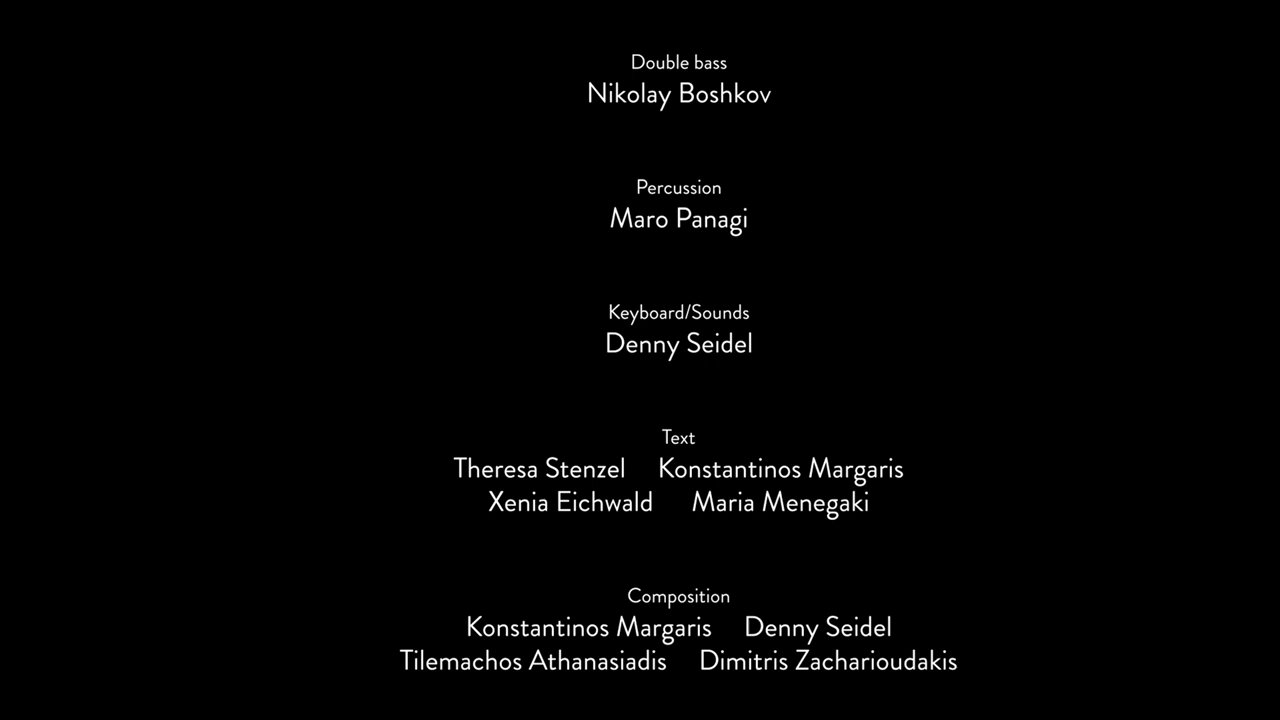 Double bass
Nikolay Boshkov
Percussion
Maro Panagi
Keyboard/Sounds
Denny Seidel
Text
Theresa Stenzel Konstantinos Margaris
Xenia Eichwald Maria Menegaki
Composition
Konstantinos Margaris Denny Seidel
Tilemachos Athanasiadis Dimitris Zacharioudakis